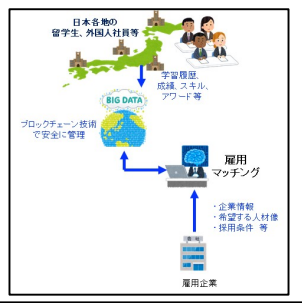 日本各地の
留学生、外国人社員等
学習履歴、
成績、スキル、
アワード等
BIG DATA
ブロックチェーン技術
で安全に管理
雇用
マッチング
・企業情報
・希望する人材像
・採用条件 等
雇用企業